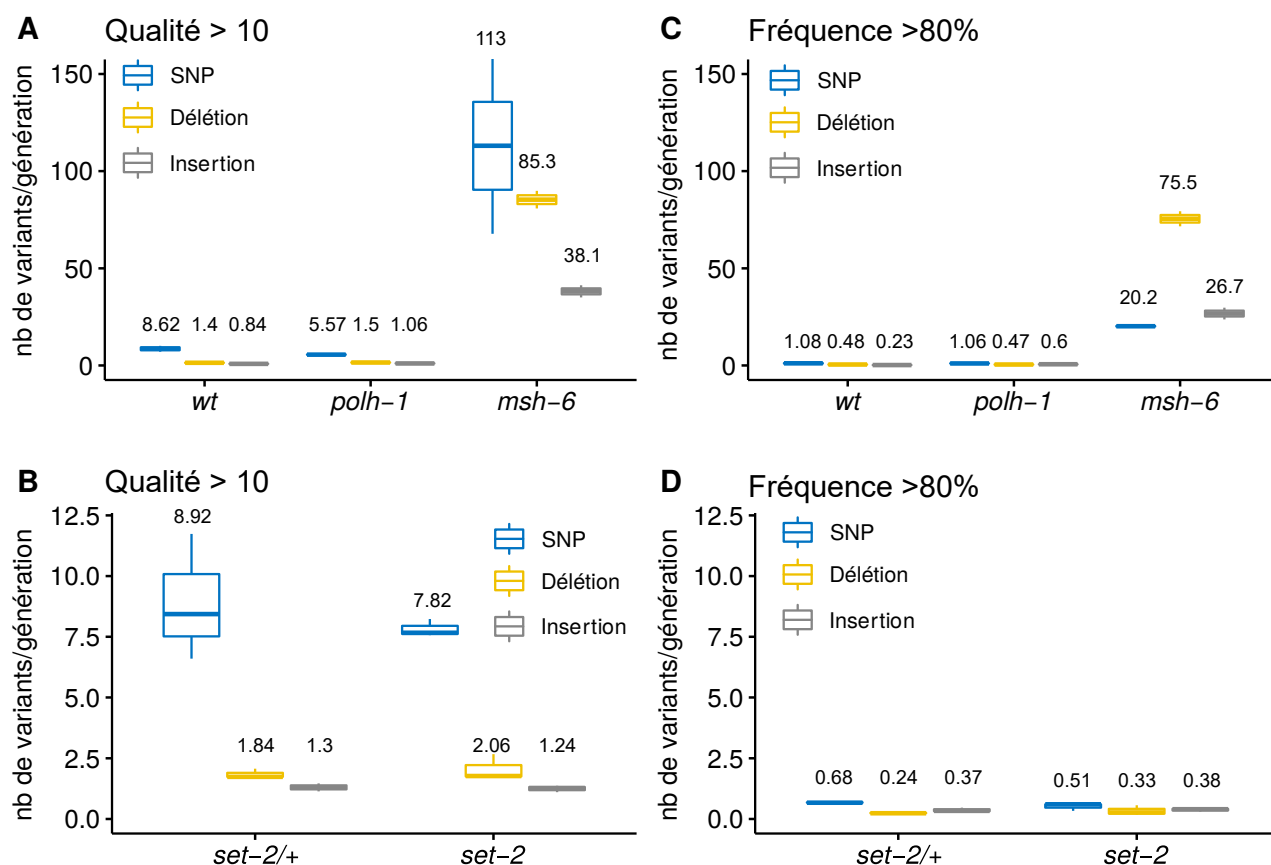 A
Qualité > 10
nb de variants/génération
150
100
50
0
SNP
Délétion
Insertion
113
85.3
38.1
8.62 1.4 0.84
5.57 1.5 1.06
wt polh−1 msh−6
C
Fréquence >80%
nb de variants/génération
150
100
50
0
SNP
Délétion
Insertion
75.5
20.2
26.7
1.08 0.48 0.23
1.06 0.47 0.6
wt polh−1 msh−6
B
Qualité > 10
nb de variants/génération
12.5
10.0
7.5
5.0
2.5
0.0
8.92
SNP
Délétion
Insertion
7.82
1.84 1.3
2.06 1.24
set−2/+ set−2
D
Fréquence >80%
nb de variants/génération
12.5
10.0
7.5
5.0
2.5
0.0
SNP
Délétion
Insertion
0.68 0.24 0.37
0.51 0.33 0.38
set−2/+ set−2